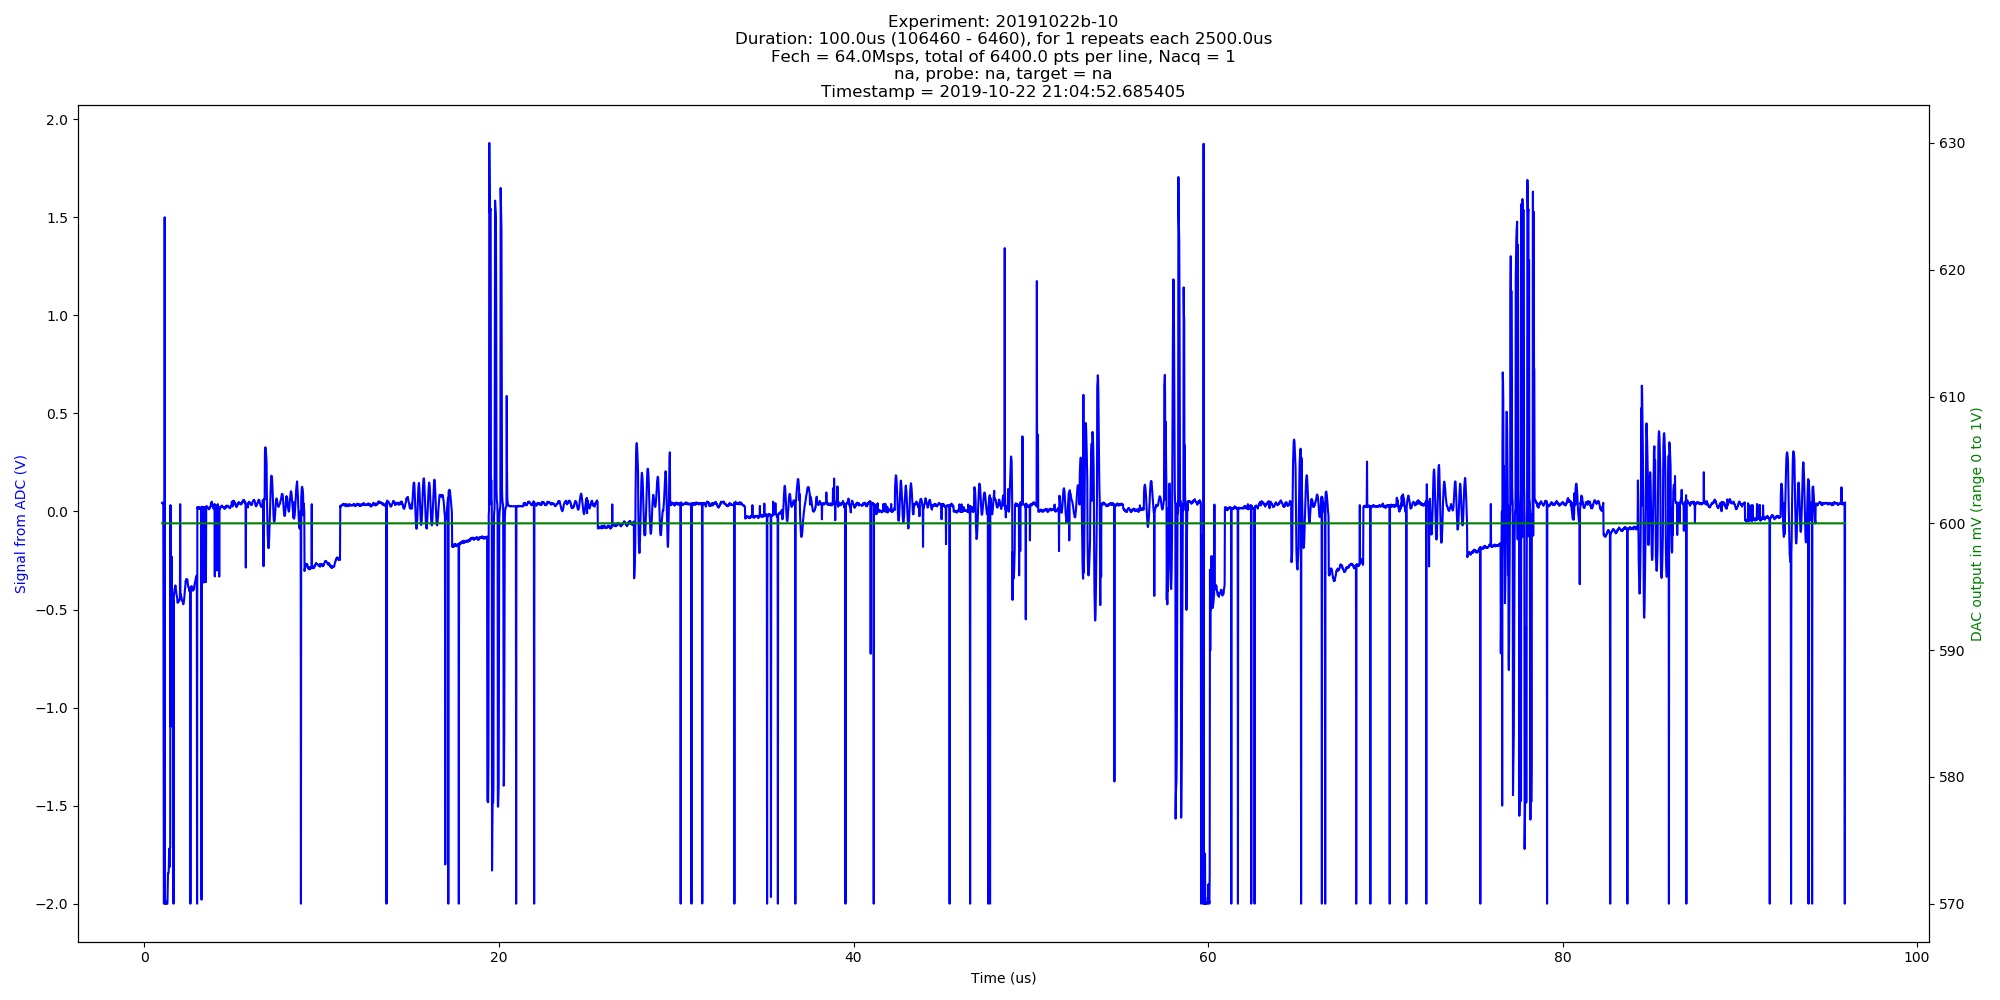 Experiment: 20191022b-10
Duration: 100.0us (106460 - 6460), for 1 repeats each 2500.0us
Fech = 64.0Msps, total of 6400.0 pts per line, Nacq = 1
na, probe: na, target = na
Timestamp = 2019-10-22 21:04:52.685405
Signal from ADC (V)
2.0
1.5
1.0
0.5
0.0
−0.5
−1.0
−1.5
−2.0
0
20
40
60
80
100
Time (us)
630
620
610
600
590
580
570
DAC output in mV (range 0 to 1V)